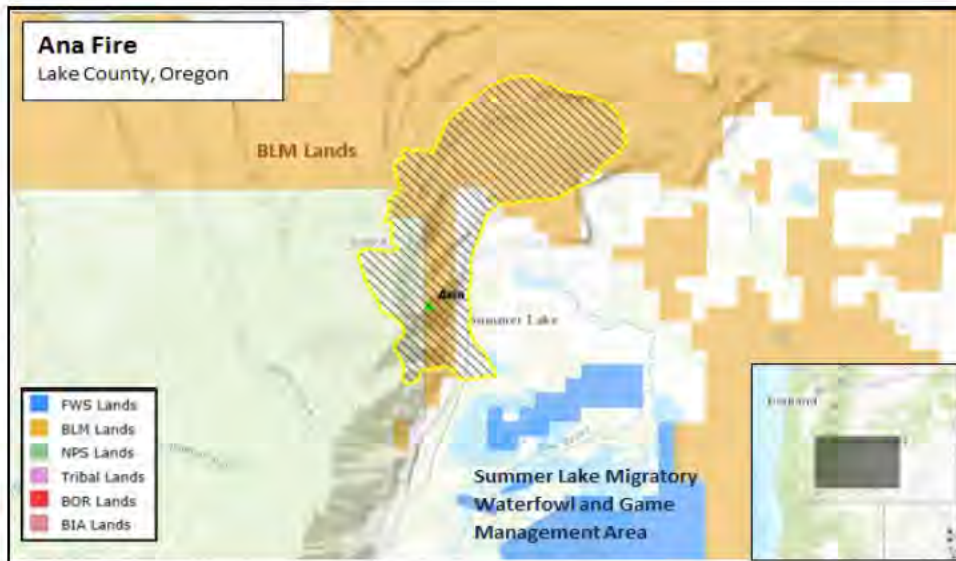 Ana Fire
Lake County, Oregon
BLM Lands
Ana
Summer Lake
FWS Lands
BLM Lands
NPS Lands
Tribal Lands
BOR Lands
BIA Lands
Summer Lake Migratory
Waterfowl and Game
Management Area